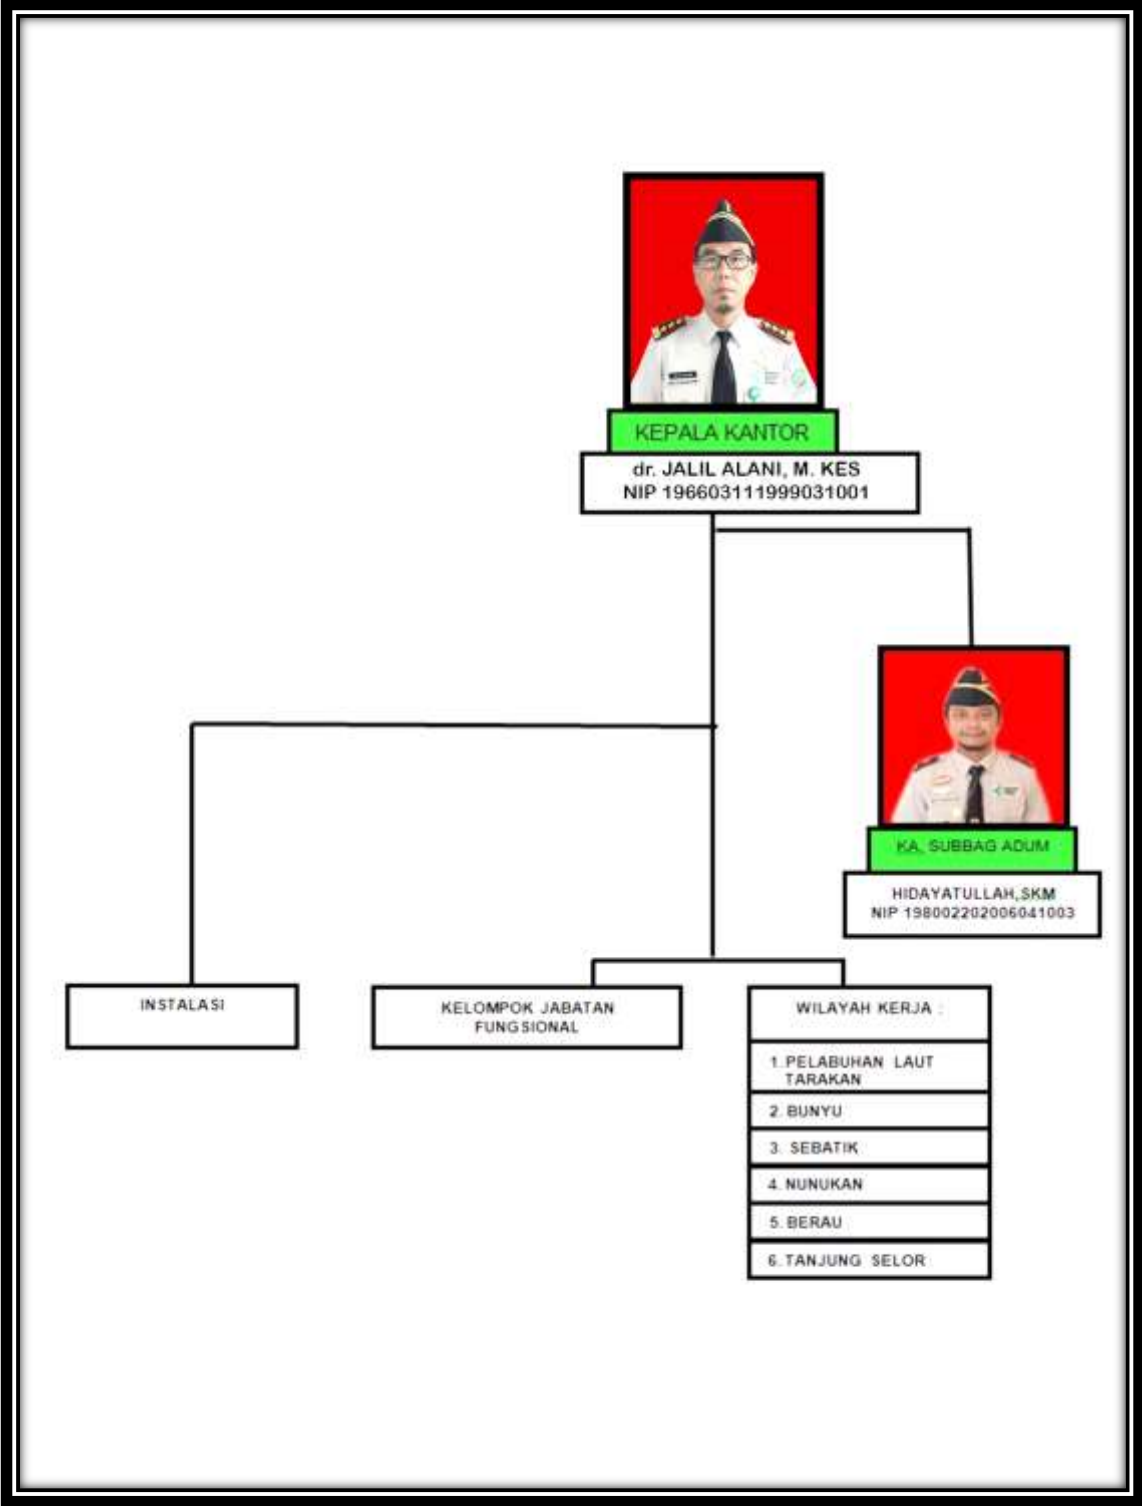 KEPALA KANTOR
dr. JALIL ALANI, M. KES
NIP 196603111999031001
KA. SUBBAG ADUM
HIDAYATULLAH,SKM
NIP 198002202006041003
INSTALASI
KELOMPOK JABATAN
FUNGSIONAL
WILAYAH KERJA :
1. PELABUHAN LAUT
TARAKAN
2. BUNYU
3. SEBATIK
4. NUNUKAN
5. BERAU
6. TANJUNG SELOR